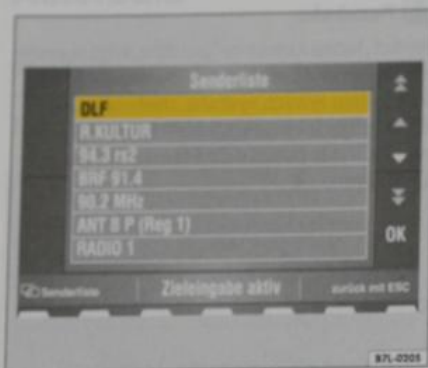 Senderliste
DLF
R.KULTUR
94.3 rs2
BRF 91.4
90.2 MHz
ANT B P (Reg 1)
RADIO 1
OK
Senderliste
Zieleingabe aktiv
zurück mit ESC
B7L-0205